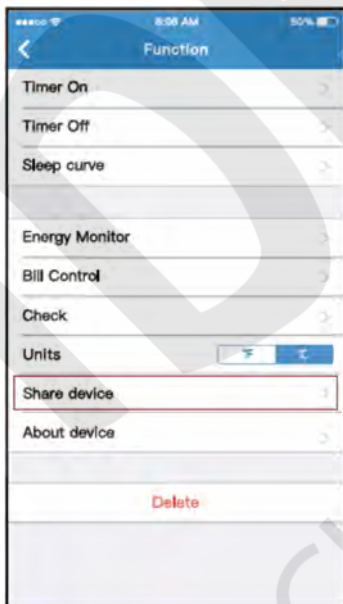 8:08 AM 50%
Function
Timer On
Timer Off
Sleep curve
Energy Monitor
Bill Control
Check
Units °F °C
Share device
About device
Delete